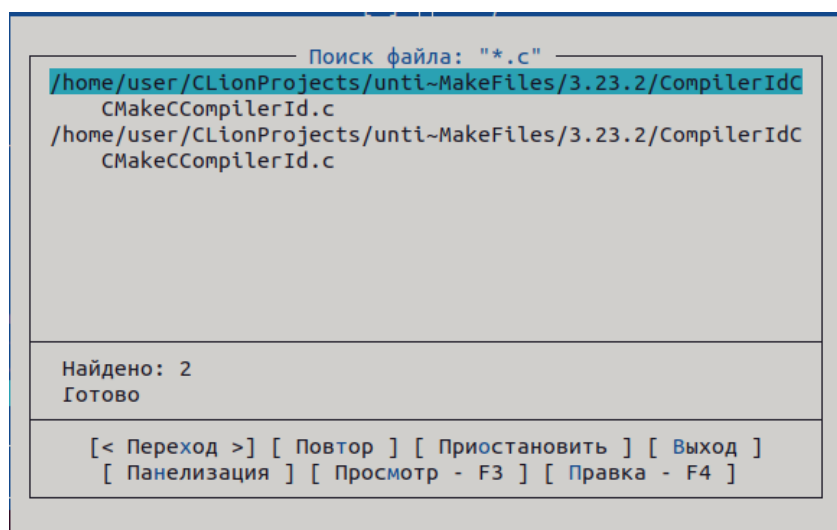 Поиск файла: "*.c"
/home/user/CLionProjects/unti~MakeFiles/3.23.2/CompilerIdC
CMakeCCompilerId.c
/home/user/CLionProjects/unti~MakeFiles/3.23.2/CompilerIdC
CMakeCCompilerId.c
Найдено: 2
Готово
[< Переход >] [ Повтор ] [ Приостановить ] [ Выход ]
[ Панелизация ] [ Просмотр - F3 ] [ Правка - F4 ]